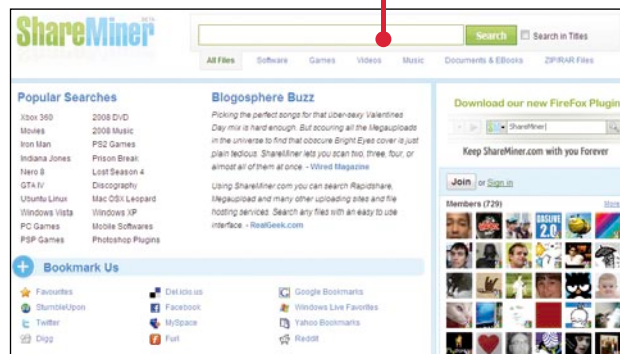 ShareMiner BETA
Search
Search in Titles
All Files Software Games Videos Music Documents & EBooks ZIP/RAR Files
Popular Searches
Xbox 360 2008 DVD
Movies 2008 Music
Iron Man PS2 Games
Indiana Jones Prison Break
Nero 8 Lost Season 4
GTA IV Discography
Ubuntu Linux Mac OSX Leopard
Windows Vista Windows XP
PC Games Mobile Softwares
PSP Games Photoshop Plugins
Blogosphere Buzz
Picking the perfect songs for that uber-sexy Valentines
Day mix is hard enough. But scouring all the Megauploads
in the universe to find that obscure Bright Eyes cover is just
plain tedious. ShareMiner lets you scan two, three, four, or
almost all of them at once. - Wired Magazine
Using ShareMiner.com you can search Rapidshare,
Megaupload and many other uploading sites and file
hosting services. Search any files with an easy to use
interface. - RealGeek.com
Download our new FireFox Plugin
ShareMiner
Keep ShareMiner.com with you Forever
Join or Sign in
Members (729) More
DASLIVE
2.0
Bookmark Us
Favourites Del.icio.us Google Bookmarks
StumbleUpon Facebook Windows Live Favorites
Twitter MySpace Yahoo Bookmarks
Digg Furl Reddit